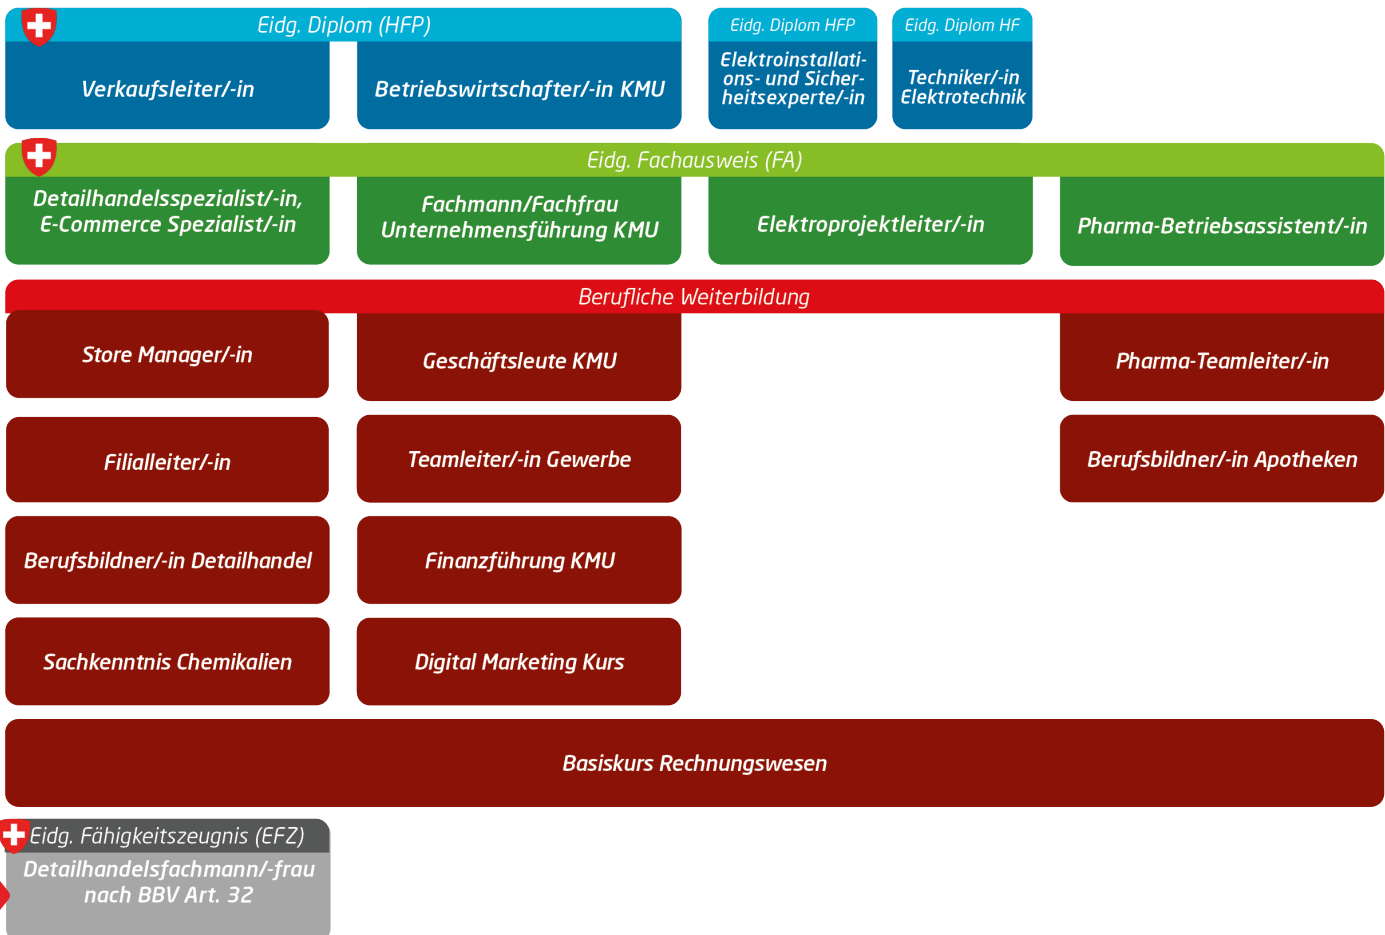 Eidg. Diplom (HFP)
Eidg. Diplom HFP
Eidg. Diplom HF
Verkaufsleiter/-in
Betriebswirtschafter/-in KMU
Elektroinstallati-
ons- und Sicher-
heitsexperte/-in
Techniker/-in
Elektrotechnik
Eidg. Fachausweis (FA)
Detailhandelsspezialist/-in,
E-Commerce Spezialist/-in
Fachmann/Fachfrau
Unternehmensführung KMU
Elektroprojektleiter/-in
Pharma-Betriebsassistent/-in
Berufliche Weiterbildung
Store Manager/-in
Geschäftsleute KMU
Pharma-Teamleiter/-in
Filialleiter/-in
Teamleiter/-in Gewerbe
Berufsbildner/-in Apotheken
Berufsbildner/-in Detailhandel
Finanzführung KMU
Sachkenntnis Chemikalien
Digital Marketing Kurs
Basiskurs Rechnungswesen
Eidg. Fähigkeitszeugnis (EFZ)
Detailhandelsfachmann/-frau
nach BBV Art. 32